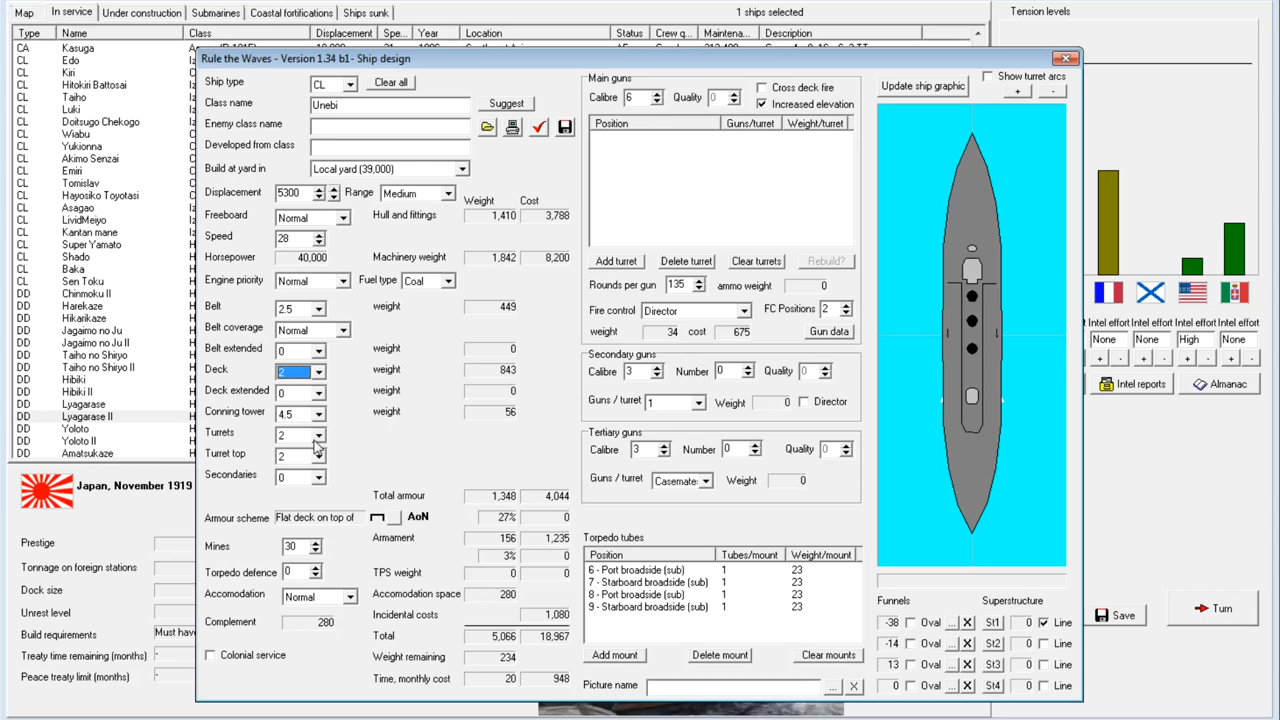 Map In service Under construction Submarines Coastal fortifications Ships sunk 1 ships selected Tension levels
Type Name Class Displacement Spe... Year Location Status Crew q... Maintena... Description
CA Kasuga
CL Edo
CL Kiri
CL Hitokiri Battosai
CL Taiho
CL Luki
CL Doitsugo Chekogo
CL Wiabu
CL Yukionna
CL Akimo Senzai
CL Emiri
CL Tomislav
CL Hayosiko Toyotasi
CL Asagao
CL LividMeiyo
CL Kantan mane
CL Super Yamato
CL Shado
CL Baka
CL Sen Toku
DD Chinmoku II
DD Harekaze
DD Hikarikaze
DD Jagaimo no Ju
DD Jagaimo no Ju II
DD Taiho no Shiryo
DD Taiho no Shiryo II
DD Hibiki
DD Hibiki II
DD Lyagarase
DD Lyagarase II
DD Yoloto
DD Yoloto II
DD Amatsukaze
Japan, November 1919
Prestige
Tonnage on foreign stations
Dock size
Unrest level
Build requirements Must have
Treaty time remaining (months) -
Peace treaty limit (months) -
Rule the Waves - Version 1.34 b1- Ship design
Ship type CL Clear all
Class name Unebi Suggest
Enemy class name
Developed from class
Build at yard in Local yard (39,000)
Displacement 5300 Range Medium Weight Cost
Freeboard Normal Hull and fittings 1,410 3,788
Speed 28
Horsepower 40,000 Machinery weight 1,842 8,200
Engine priority Normal Fuel type Coal
Belt 2.5 weight 449
Belt coverage Normal
Belt extended 0 weight 0
Deck 2 weight 843
Deck extended 0 weight 0
Conning tower 4.5 weight 56
Turrets 2
Turret top 2
Secondaries 0
Total armour 1,348 4,044
Armour scheme Flat deck on top of AoN 27% 0
Mines 30 Armament 156 1,235
3% 0
Torpedo defence 0 TPS weight 0 0
Accomodation Normal Accomodation space 280
Complement 280 Incidental costs 1,080
Total 5,066 18,967
Colonial service Weight remaining 234
Time, monthly cost 20 948
Main guns
Calibre 6 Quality 0 Cross deck fire
Increased elevation
Position Guns/turret Weight/turret
Add turret Delete turret Clear turrets Rebuild?
Rounds per gun 135 ammo weight 0
Fire control Director FC Positions 2
weight 34 cost 675 Gun data
Secondary guns
Calibre 3 Number 0 Quality 0
Guns / turret 1 Weight 0 Director
Tertiary guns
Calibre 3 Number 0 Quality 0
Guns / turret Casemate: Weight 0
Torpedo tubes
Position Tubes/mount Weight/mount
6 - Port broadside (sub) 1 23
7 - Starboard broadside (sub) 1 23
8 - Port broadside (sub) 1 23
9 - Starboard broadside (sub) 1 23
Add mount Delete mount Clear mounts
Picture name ... X
Update ship graphic Show turret arcs
+ -
Funnels Superstructure
-38 Oval ... X St1 0 Line
-14 Oval ... X St2 0 Line
13 Oval ... X St3 0 Line
0 Oval ... X St4 0 Line
Intel effort Intel effort Intel effort Intel effort
None None High None
+ - + - + - + -
Intel reports Almanac
Save Turn